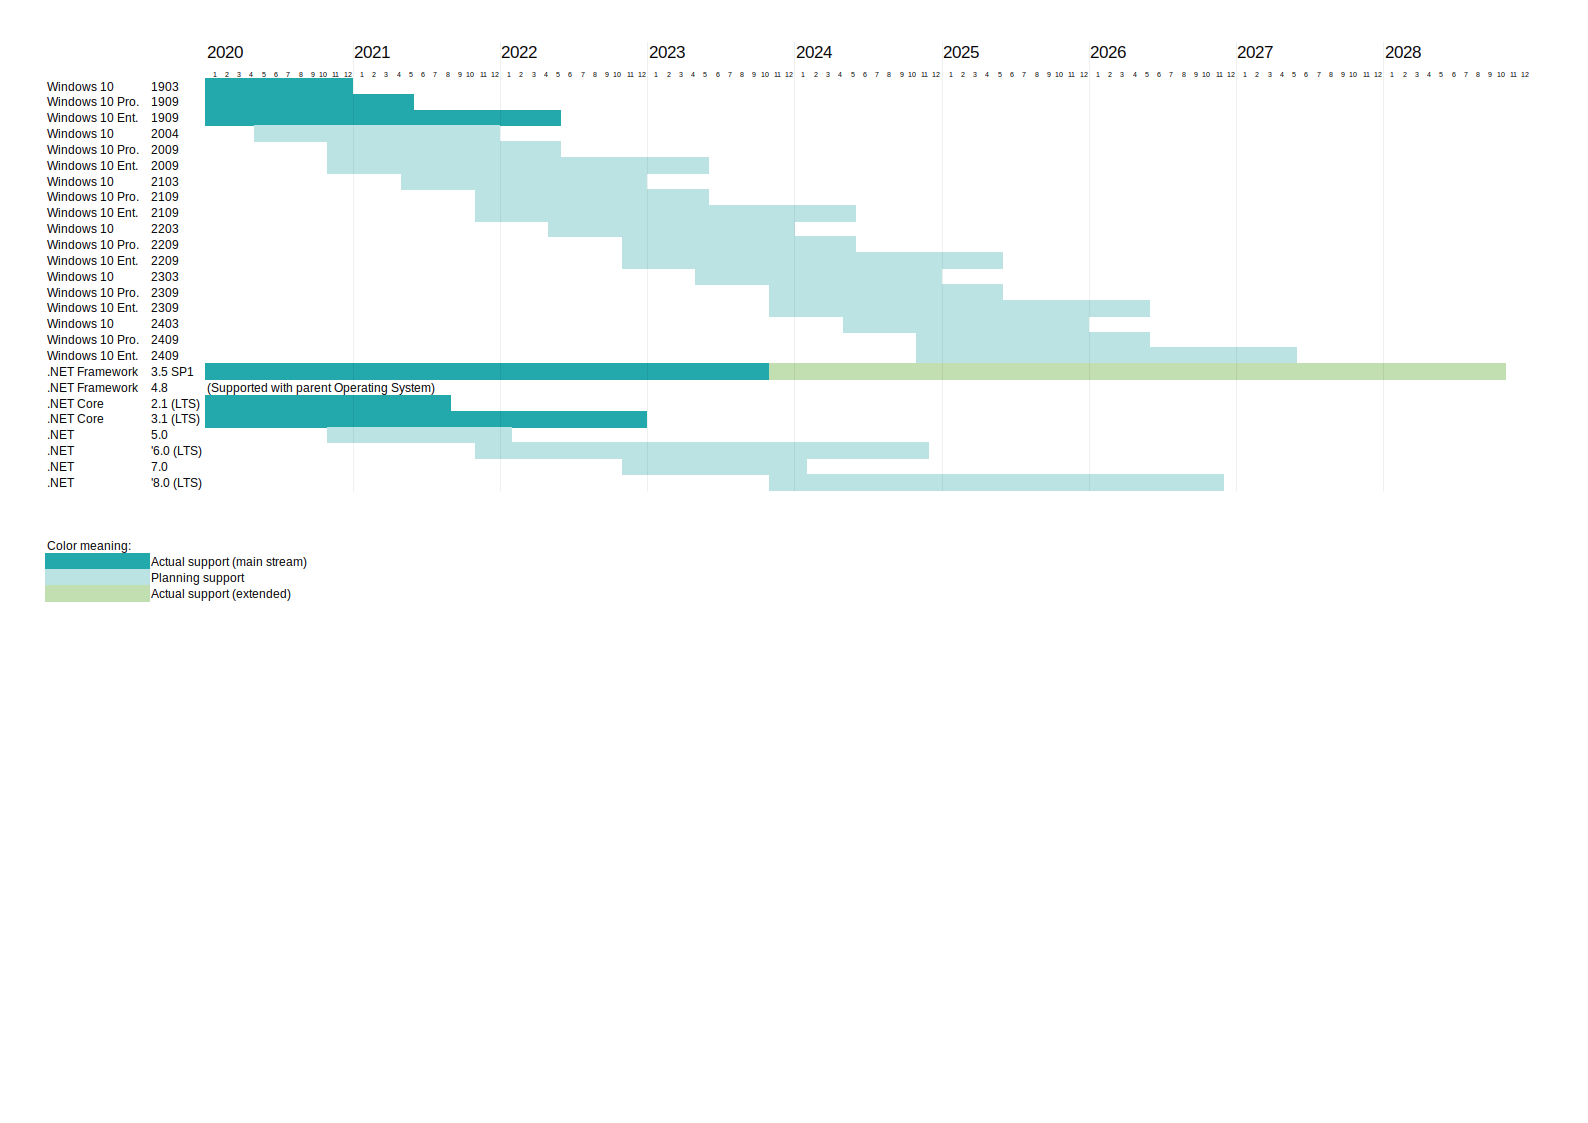 2020 2021 2022 2023 2024 2025 2026 2027 2028
1 2 3 4 5 6 7 8 9 10 11 12 1 2 3 4 5 6 7 8 9 10 11 12 1 2 3 4 5 6 7 8 9 10 11 12 1 2 3 4 5 6 7 8 9 10 11 12 1 2 3 4 5 6 7 8 9 10 11 12 1 2 3 4 5 6 7 8 9 10 11 12 1 2 3 4 5 6 7 8 9 10 11 12 1 2 3 4 5 6 7 8 9 10 11 12 1 2 3 4 5 6 7 8 9 10 11 12
Windows 10 1903
Windows 10 Pro. 1909
Windows 10 Ent. 1909
Windows 10 2004
Windows 10 Pro. 2009
Windows 10 Ent. 2009
Windows 10 2103
Windows 10 Pro. 2109
Windows 10 Ent. 2109
Windows 10 2203
Windows 10 Pro. 2209
Windows 10 Ent. 2209
Windows 10 2303
Windows 10 Pro. 2309
Windows 10 Ent. 2309
Windows 10 2403
Windows 10 Pro. 2409
Windows 10 Ent. 2409
.NET Framework 3.5 SP1
.NET Framework 4.8 (Supported with parent Operating System)
.NET Core 2.1 (LTS)
.NET Core 3.1 (LTS)
.NET 5.0
.NET '6.0 (LTS)
.NET 7.0
.NET '8.0 (LTS)
Color meaning:
Actual support (main stream)
Planning support
Actual support (extended)